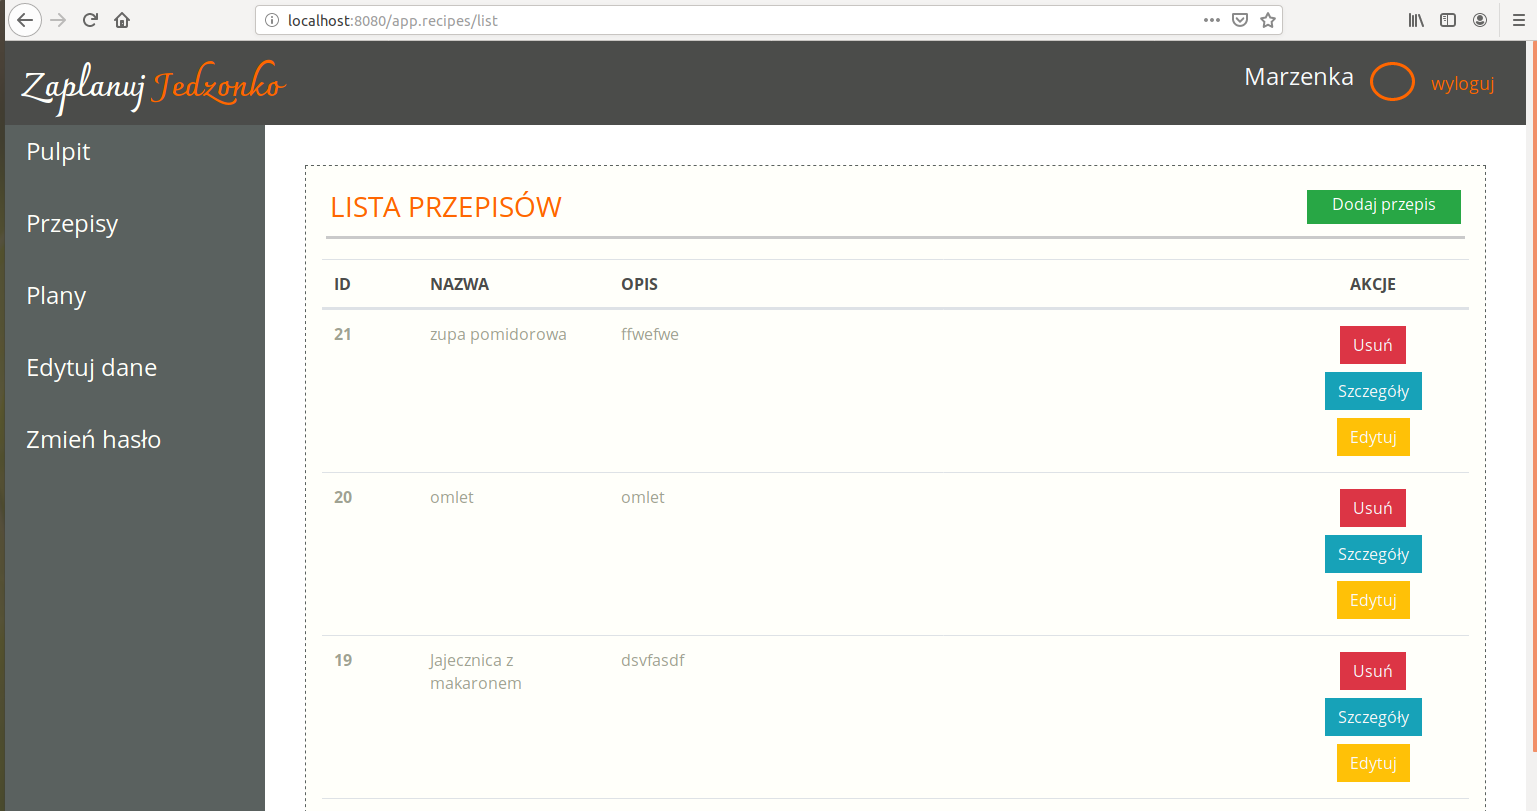 localhost:8080/app.recipes/list
Zaplanuj Jedzonko
Marzenka
wyloguj
Pulpit
Przepisy
Plany
Edytuj dane
Zmień hasło
LISTA PRZEPISÓW
Dodaj przepis
ID NAZWA OPIS AKCJE
21 zupa pomidorowa ffwefwe
Usuń
Szczegóły
Edytuj
20 omlet omlet
Usuń
Szczegóły
Edytuj
19 Jajecznica z dsvfasdf
makaronem
Usuń
Szczegóły
Edytuj